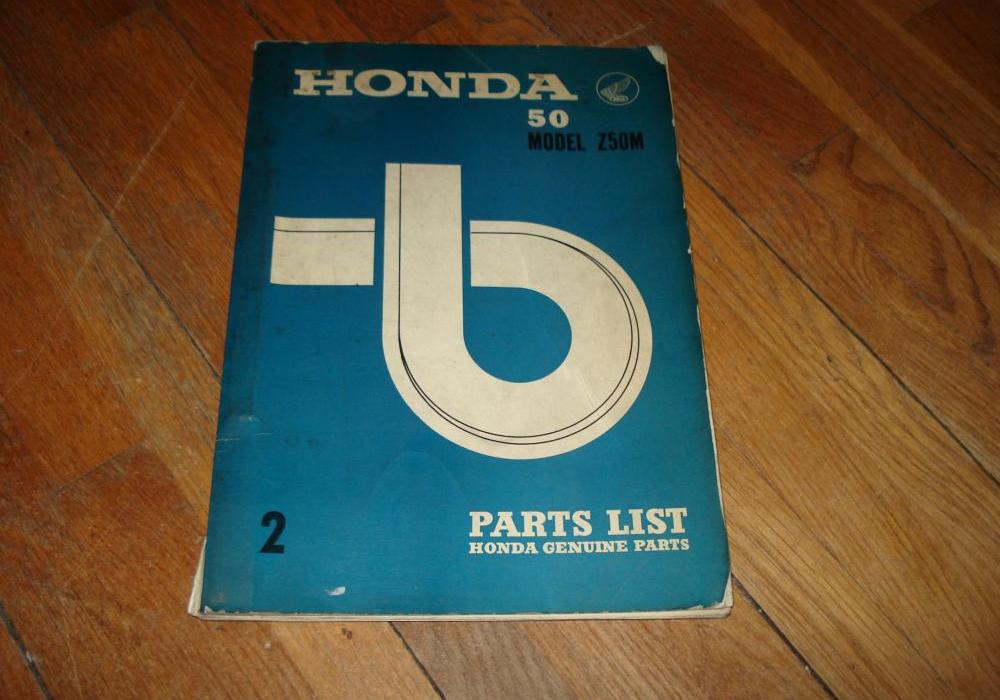 HONDA
50
MODEL Z50M
b
2
PARTS LIST
HONDA GENUINE PARTS